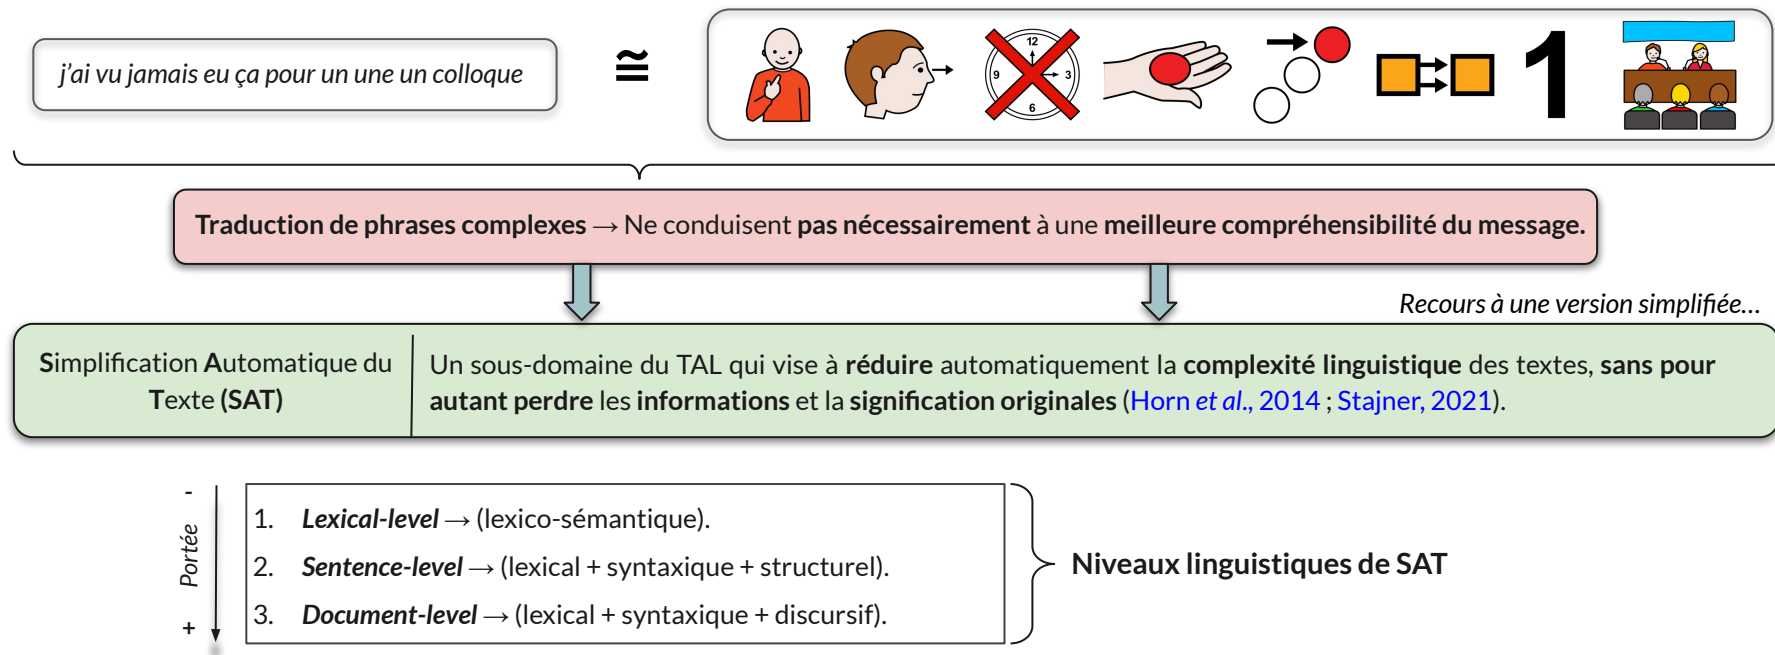 j'ai vu jamais eu ça pour un une un colloque
≅
12
9
3
6
1
Traduction de phrases complexes → Ne conduisent pas nécessairement à une meilleure compréhensibilité du message.
Recours à une version simplifiée...
Simplification Automatique du
Texte (SAT)
Un sous-domaine du TAL qui vise à réduire automatiquement la complexité linguistique des textes, sans pour
autant perdre les informations et la signification originales (Horn et al., 2014 ; Stajner, 2021).
-
Portée
+
1. Lexical-level → (lexico-sémantique).
2. Sentence-level → (lexical + syntaxique + structurel).
3. Document-level → (lexical + syntaxique + discursif).
Niveaux linguistiques de SAT